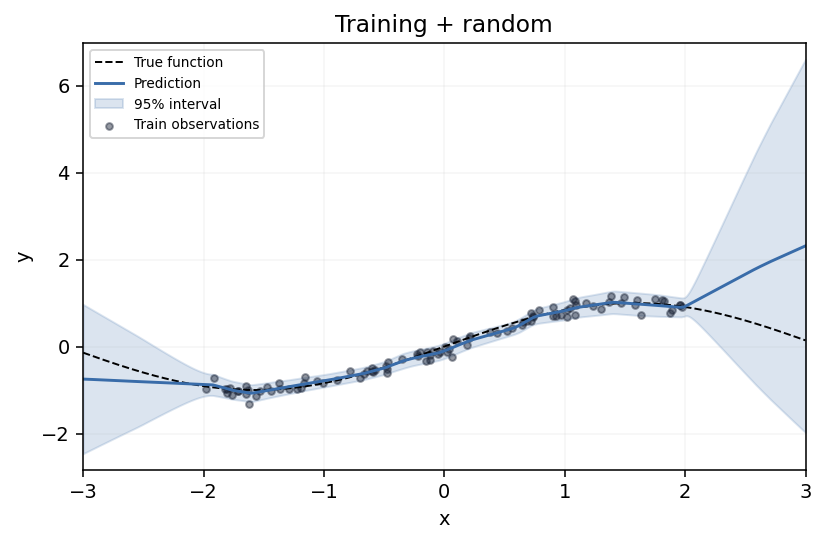 Training + random
True function
Prediction
95% interval
Train observations
6
4
2
0
−2
y
−3 −2 −1 0 1 2 3
x